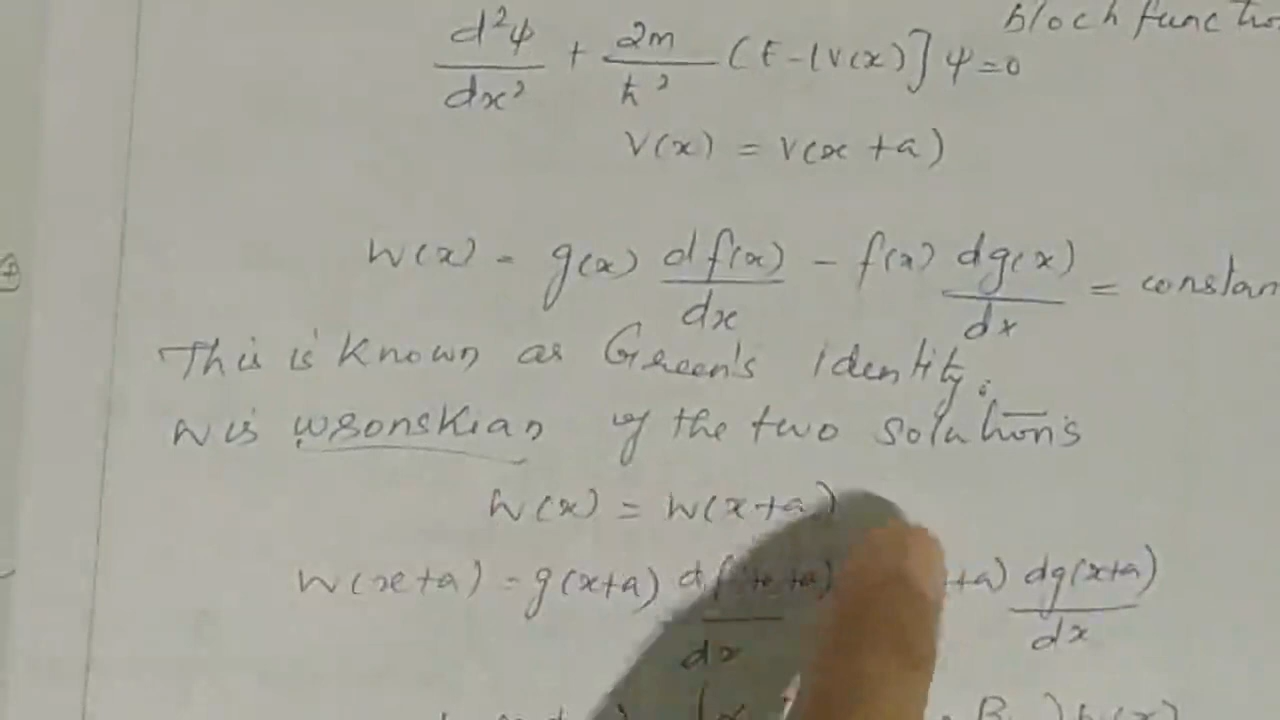 bloch functio
d²ψ/dx² + 2m/ħ² (E-[V(x)] ψ=0
V(x) = V(x+a)
W(x) = g(x) df(x)/dx - f(x) dg(x)/dx = constan
This is known as Green's identity.
W is wronskian of the two solutions
W(x) = W(x+a)
W(x+a) = g(x+a) df(x+a)/dx +a) dg(x+a)/dx
) W(x)